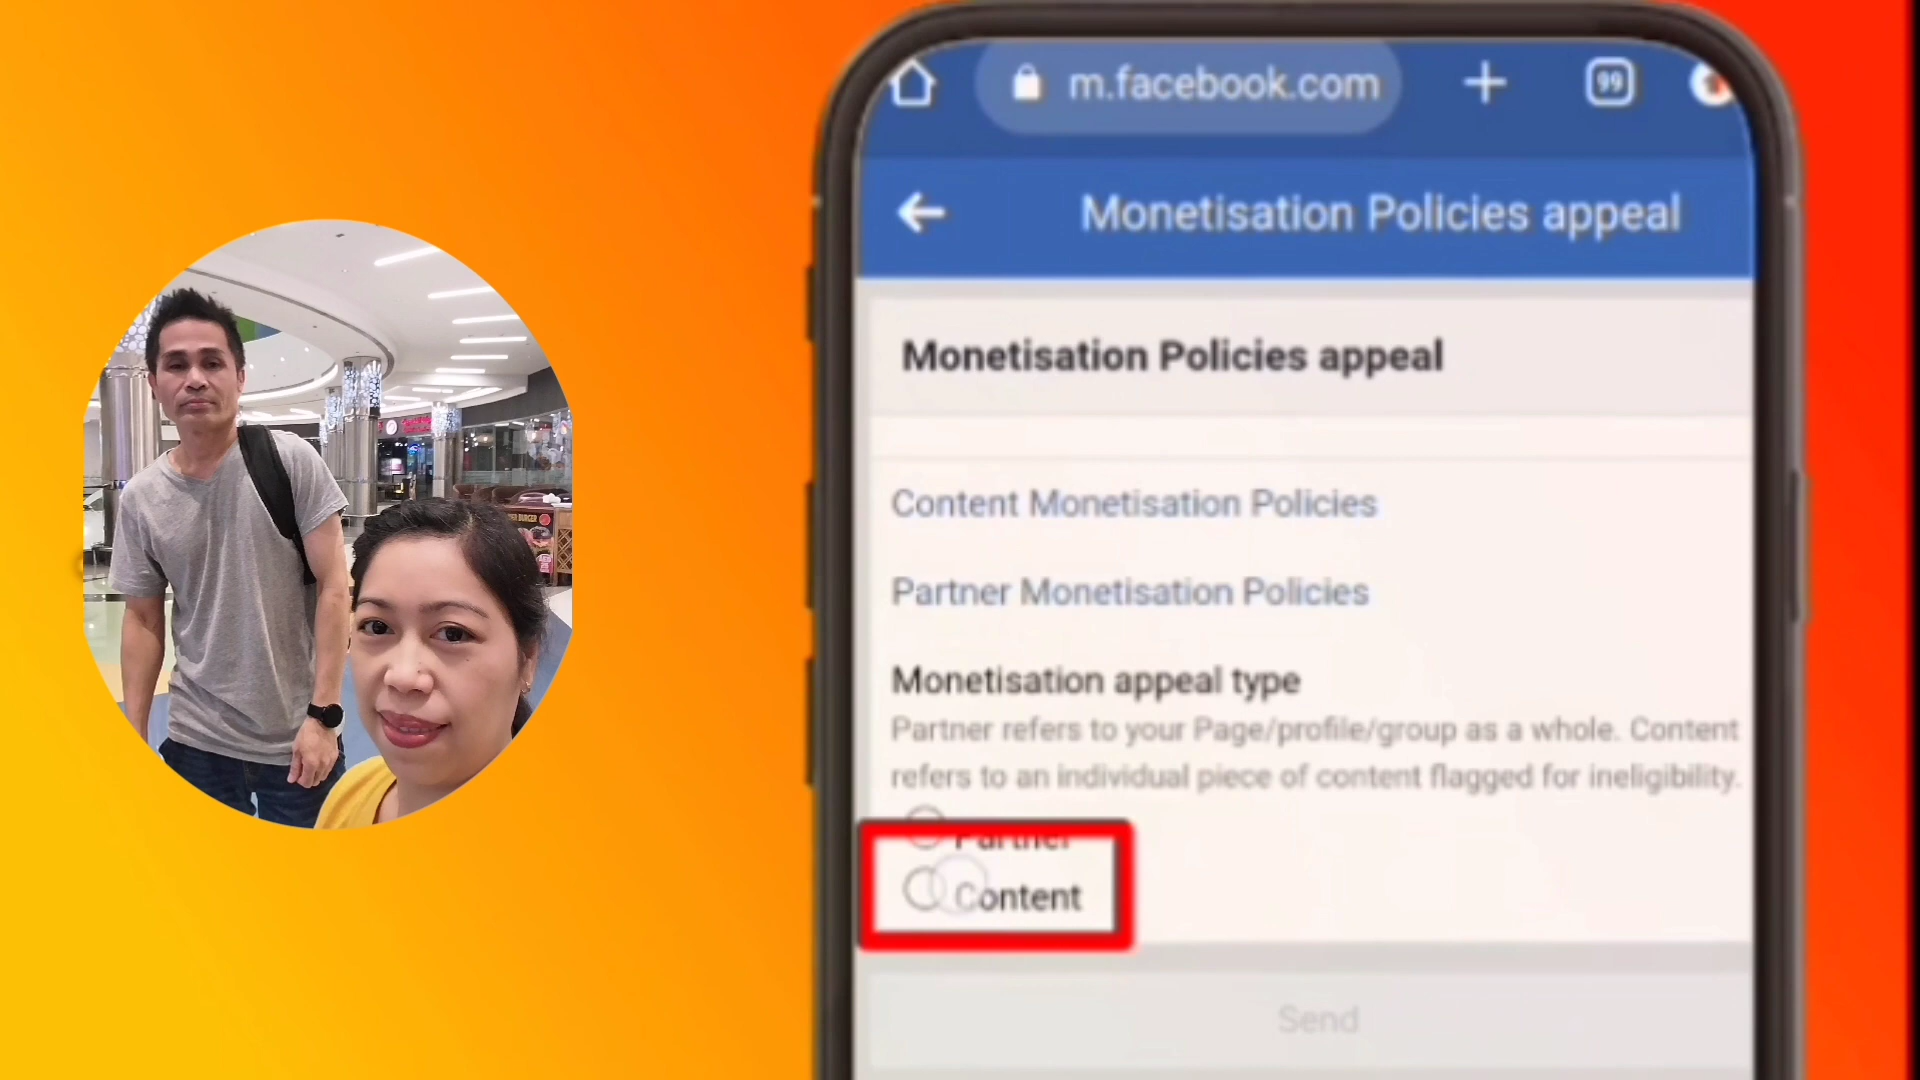 m.facebook.com
99
Monetisation Policies appeal
Monetisation Policies appeal
Content Monetisation Policies
Partner Monetisation Policies
Monetisation appeal type
Partner refers to your Page/profile/group as a whole. Content
refers to an individual piece of content flagged for ineligibility.
Partner
Content
Send